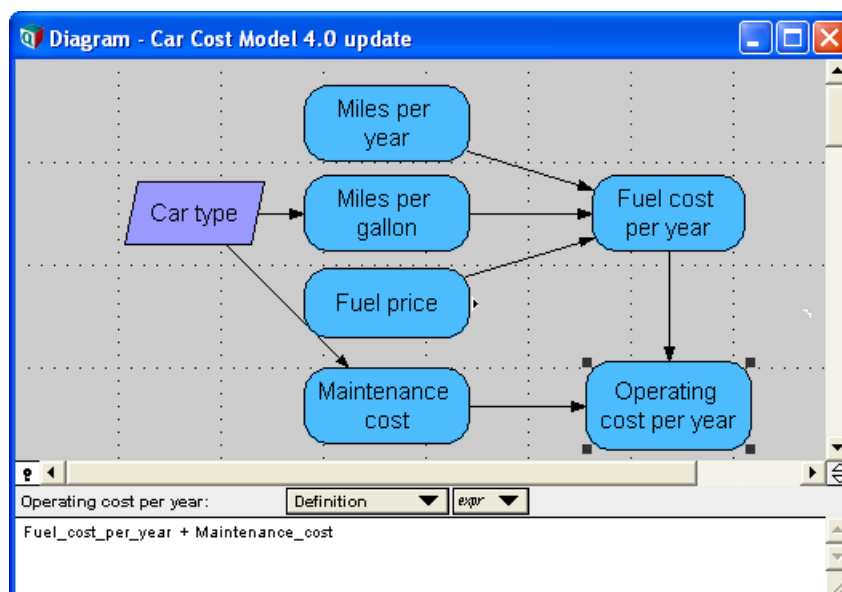 Diagram - Car Cost Model 4.0 update
Miles per
year
Car type
Miles per
gallon
Fuel cost
per year
Fuel price
Maintenance
cost
Operating
cost per year
?
Operating cost per year:
Definition
expr
Fuel_cost_per_year + Maintenance_cost